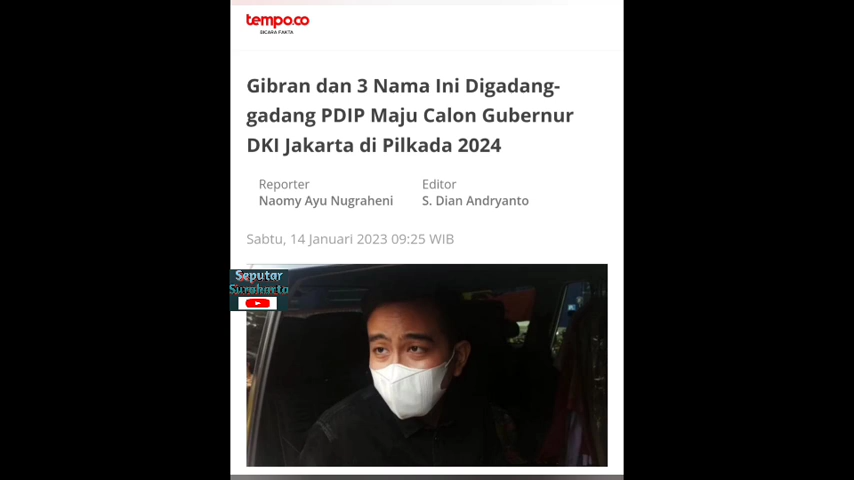 tempo.co
BICARA FAKTA
Gibran dan 3 Nama Ini Digadang-
gadang PDIP Maju Calon Gubernur
DKI Jakarta di Pilkada 2024
Reporter
Editor
Naomy Ayu Nugraheni
S. Dian Andryanto
Sabtu, 14 Januari 2023 09:25 WIB
Seputar
Surakarta